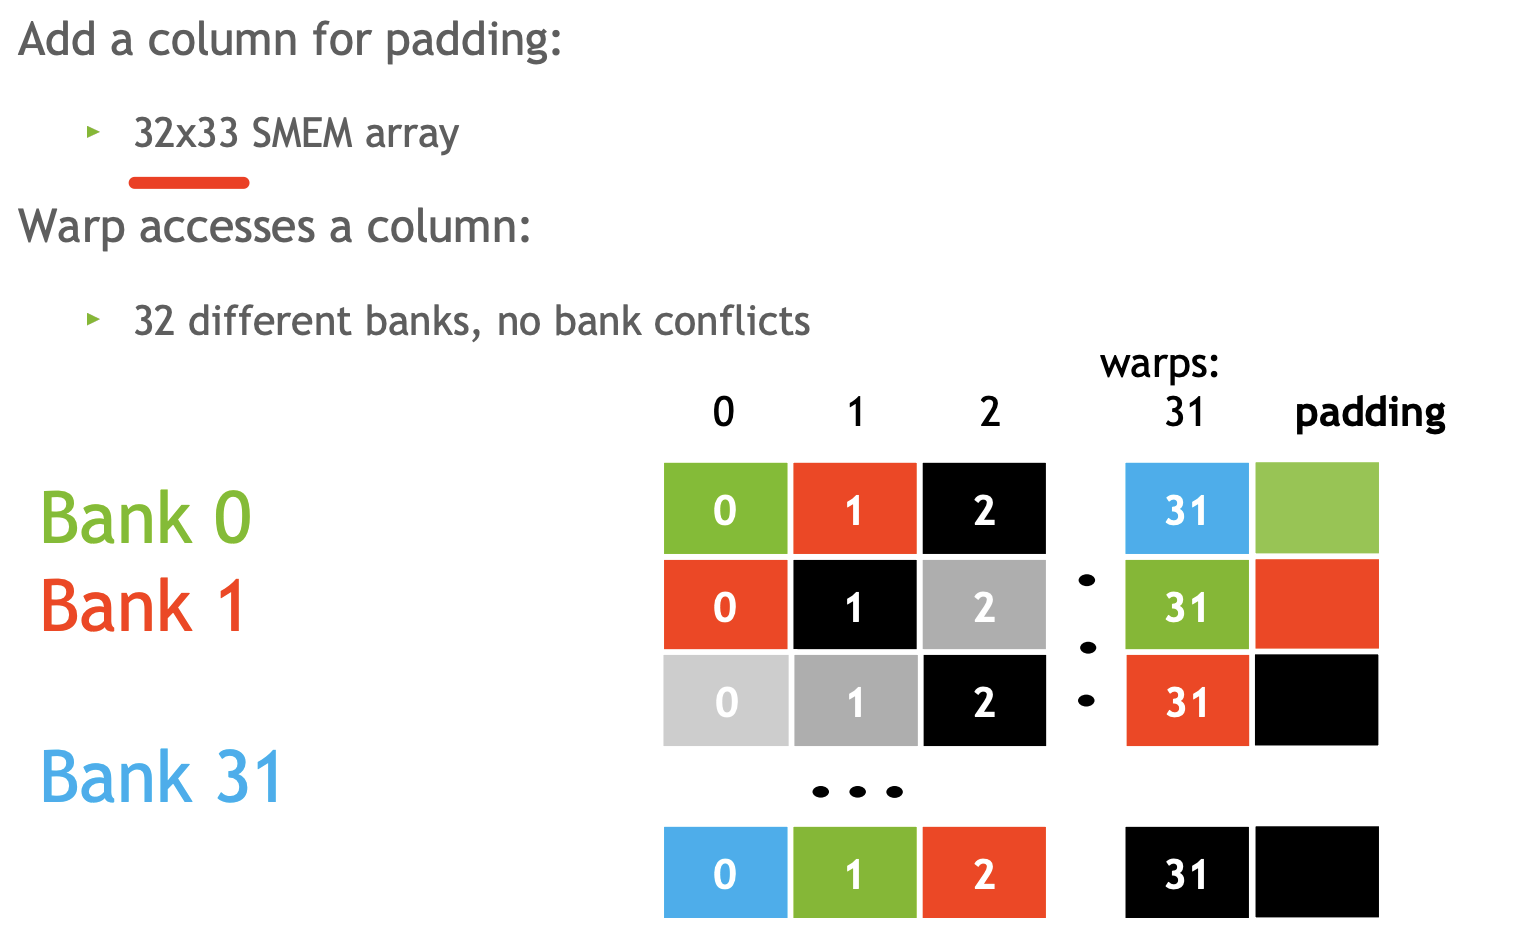 Add a column for padding:
▸ 32x33 SMEM array
Warp accesses a column:
▸ 32 different banks, no bank conflicts
warps:
0 1 2 31 padding
Bank 0
0 1 2 31
Bank 1
0 1 2 31
0 1 2 31
Bank 31
0 1 2 31